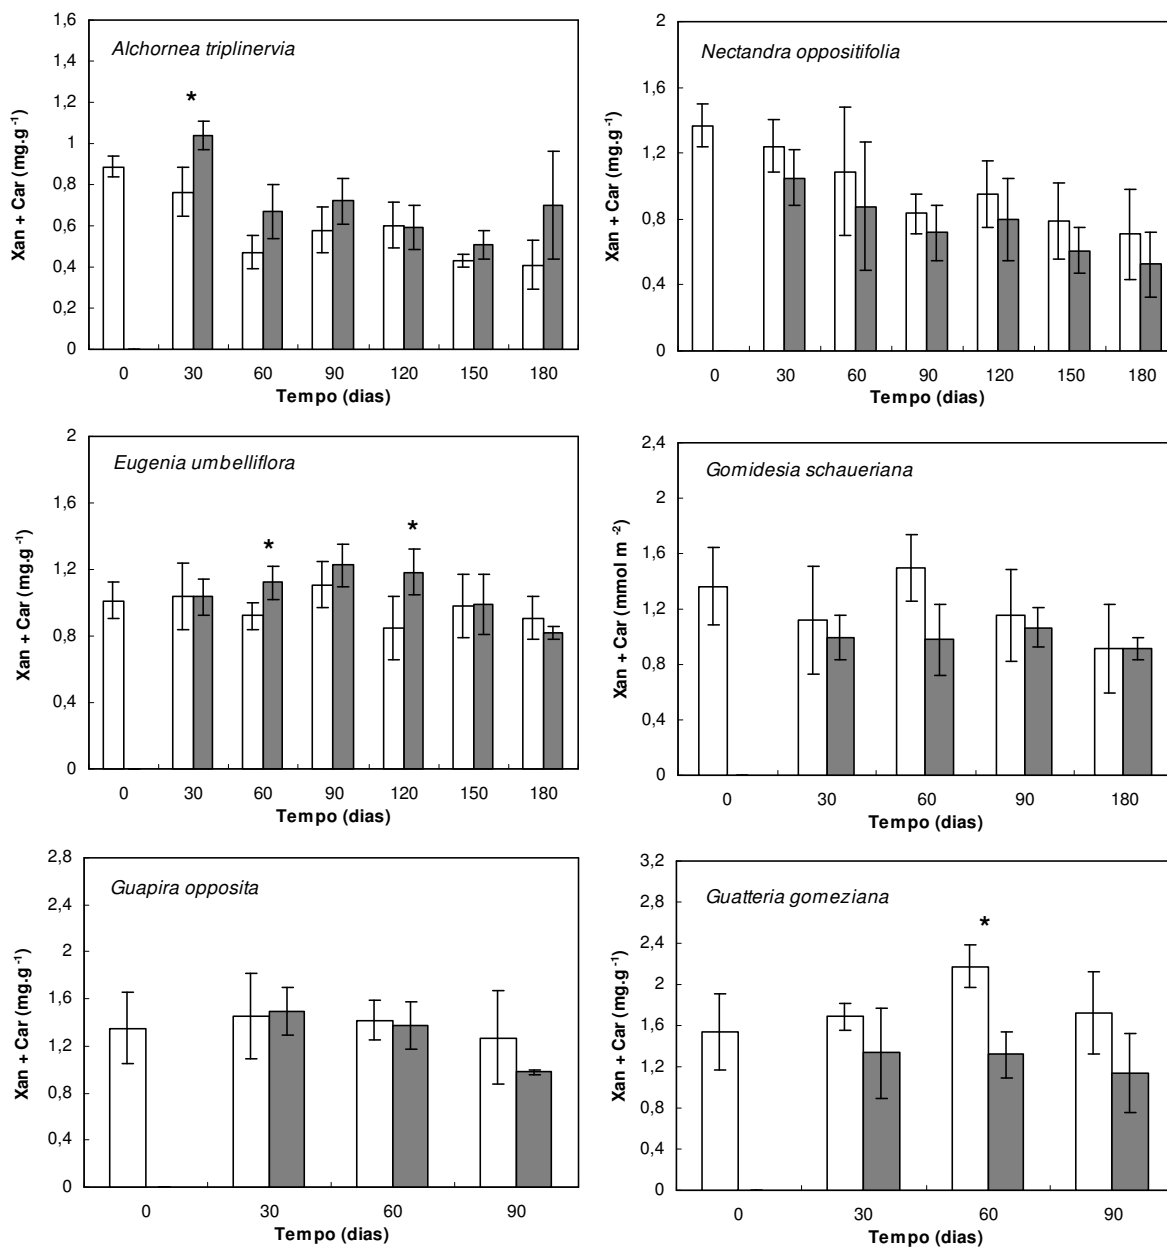 Alchornea triplinervia
Xan + Car (mg.g⁻¹)
1,6
1,4
1,2
1
0,8
0,6
0,4
0,2
0
*
0 30 60 90 120 150 180
Tempo (dias)
Nectandra oppositifolia
Xan + Car (mg.g⁻¹)
2
1,6
1,2
0,8
0,4
0
0 30 60 90 120 150 180
Tempo (dias)
Eugenia umbelliflora
Xan + Car (mg.g⁻¹)
2
1,6
1,2
0,8
0,4
0
* *
0 30 60 90 120 150 180
Tempo (dias)
Gomidesia schaueriana
Xan + Car (mmol m⁻²)
2,4
2
1,6
1,2
0,8
0,4
0
0 30 60 90 180
Tempo (dias)
Guapira opposita
Xan + Car (mg.g⁻¹)
2,8
2,4
2
1,6
1,2
0,8
0,4
0
0 30 60 90
Tempo (dias)
Guatteria gomeziana
Xan + Car (mg.g⁻¹)
3,2
2,8
2,4
2
1,6
1,2
0,8
0,4
0
*
0 30 60 90
Tempo (dias)